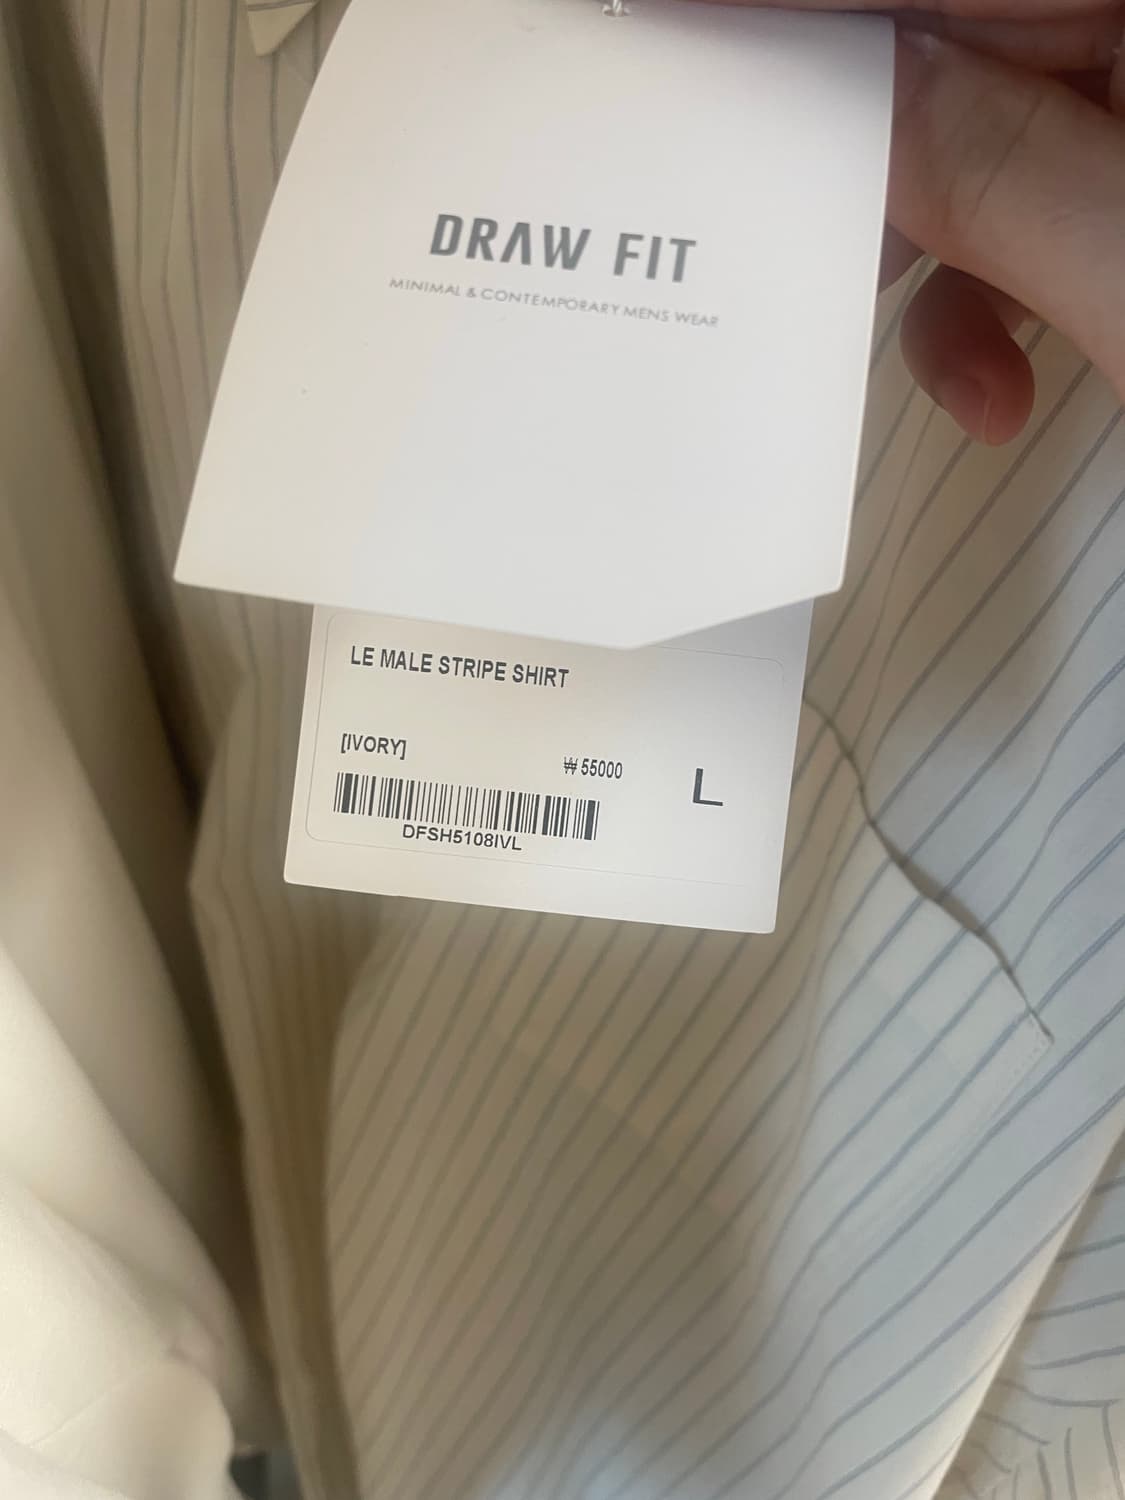 DRAW FIT
MINIMAL & CONTEMPORARY MENS WEAR
LE MALE STRIPE SHIRT
[IVORY]
₩ 55000
L
DFSH5108IVL